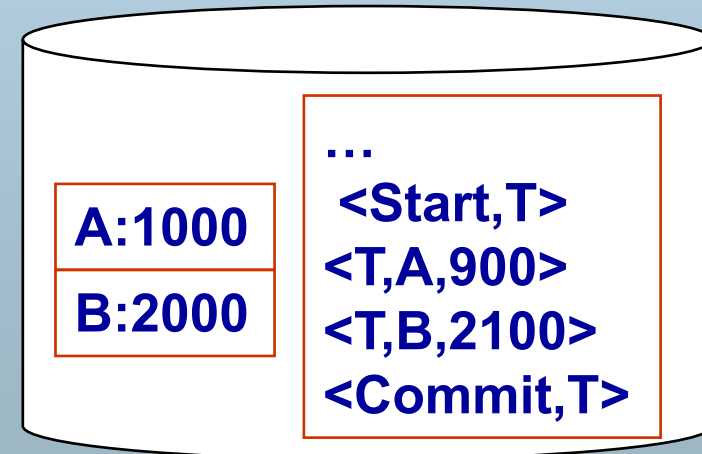 A:1000
B:2000
…
<Start,T>
<T,A,900>
<T,B,2100>
<Commit,T>